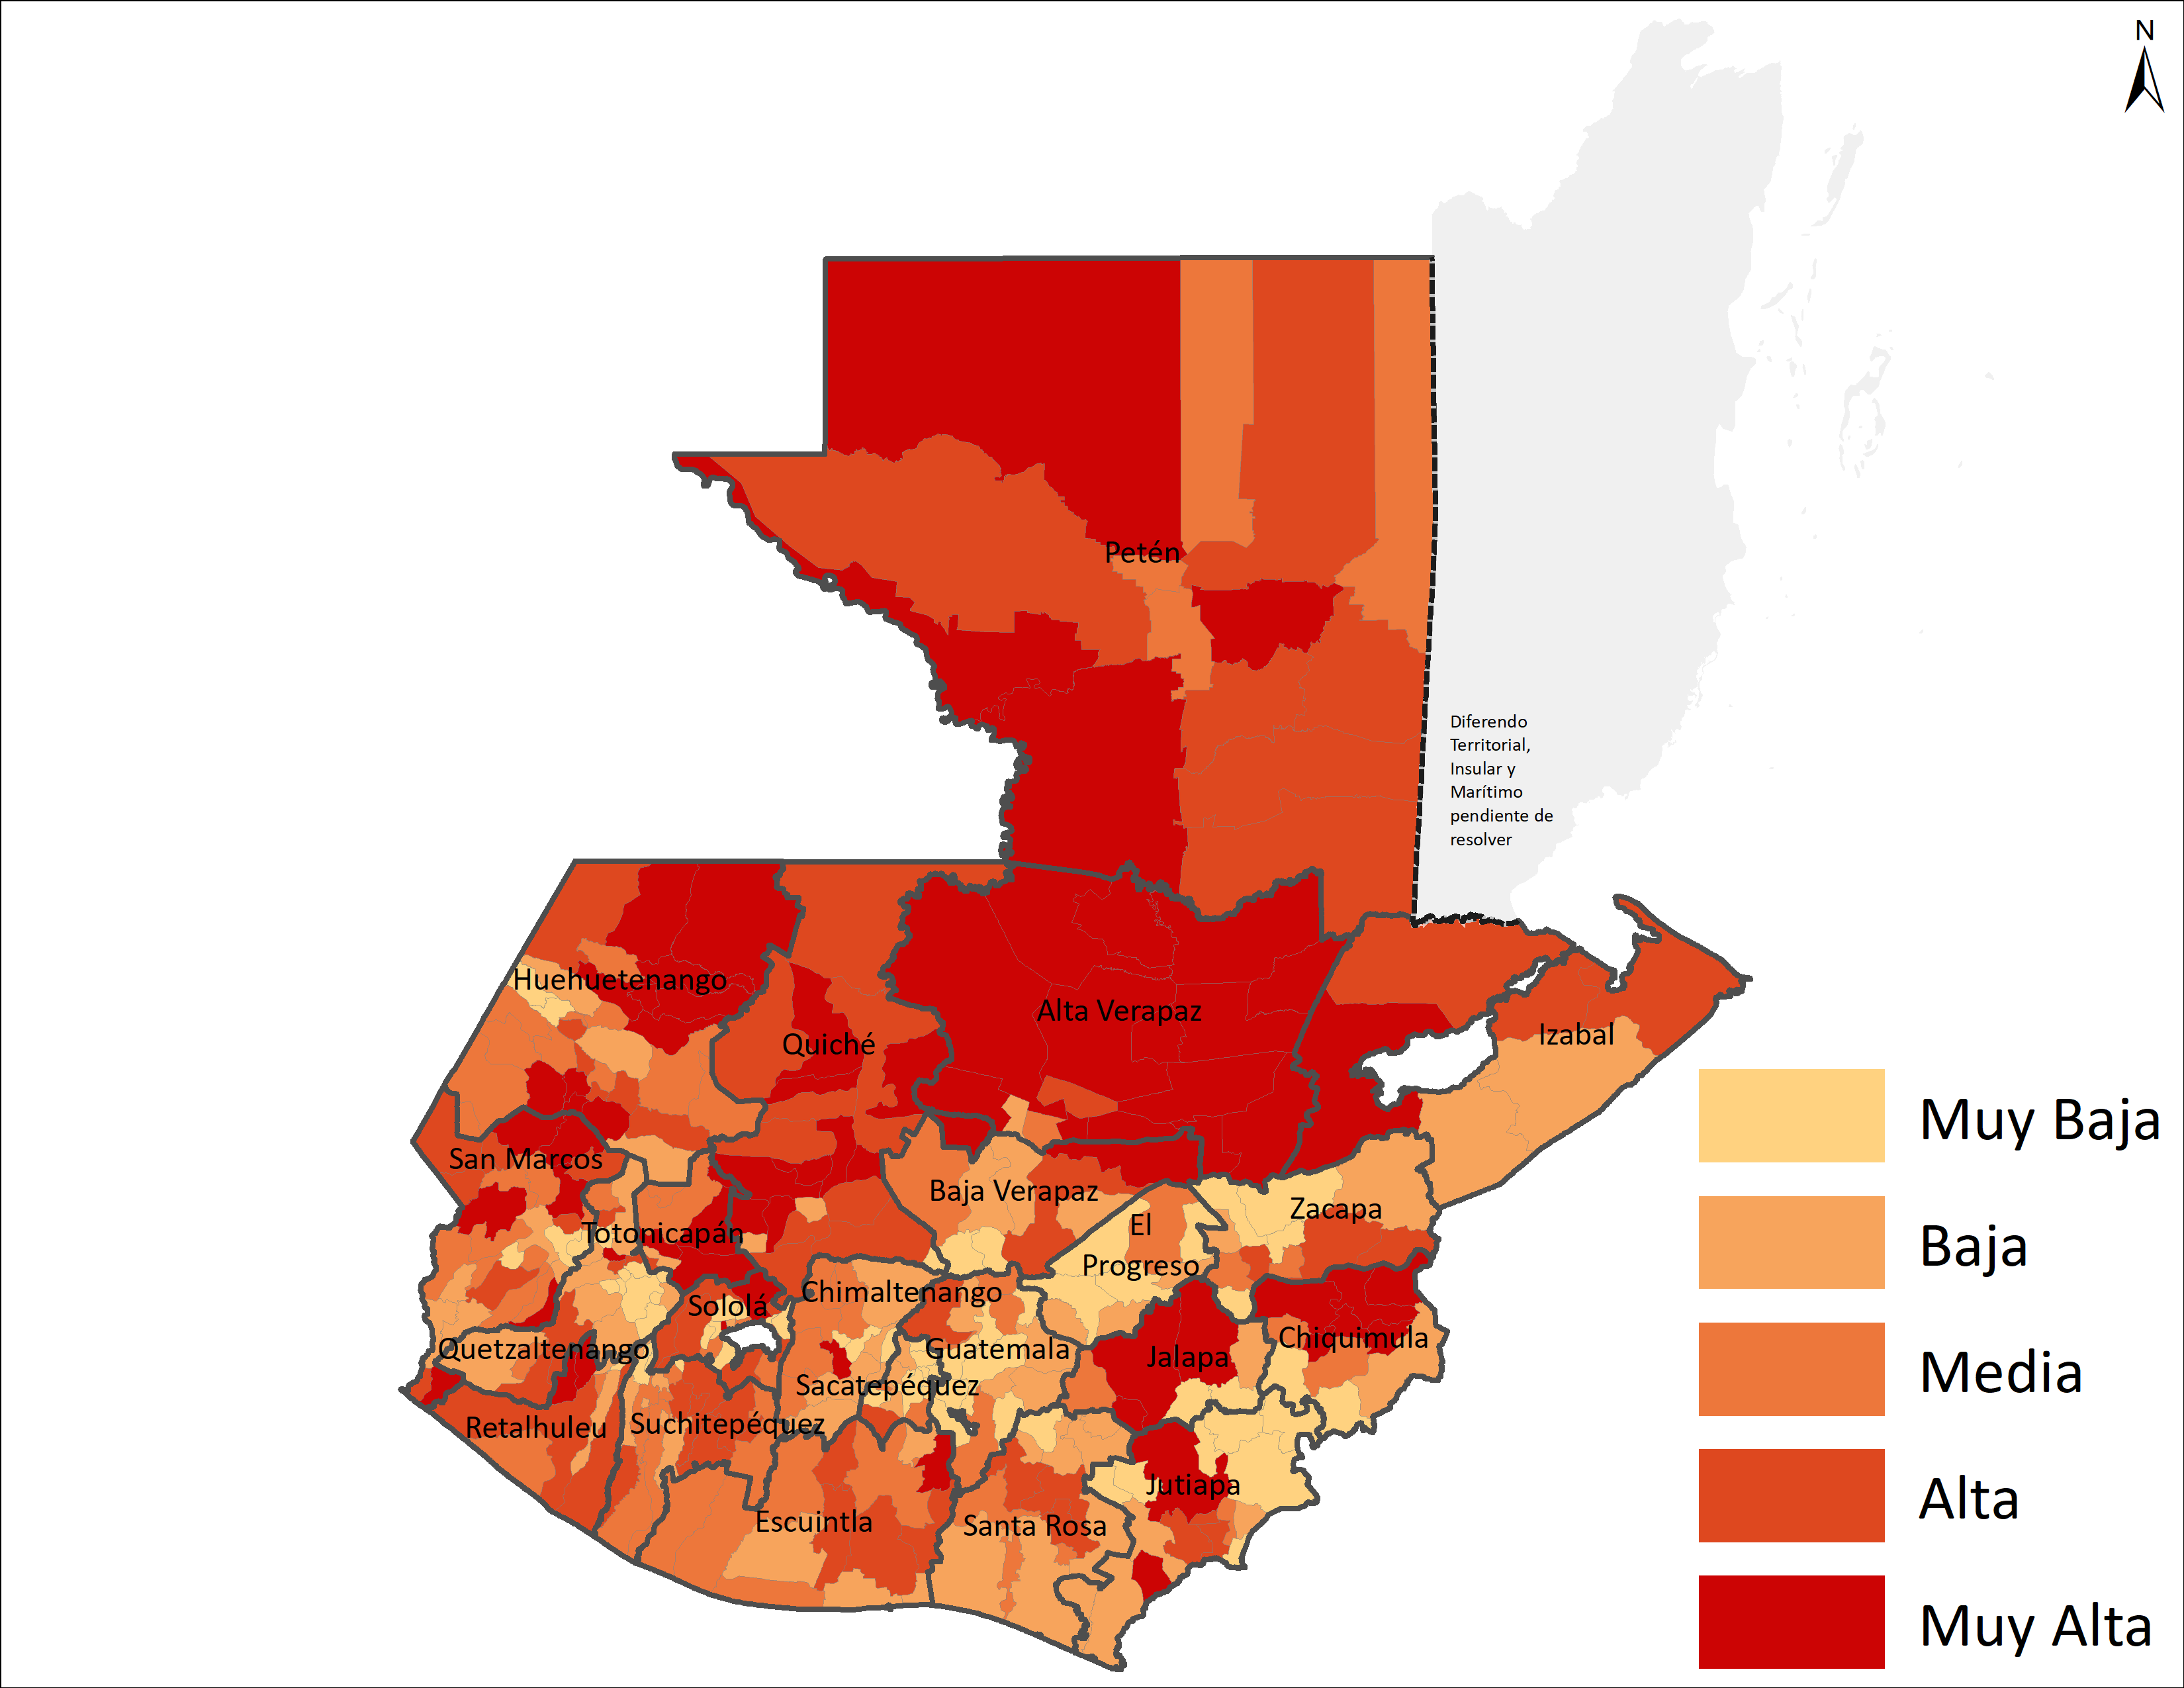 N
Petén
Diferendo
Territorial,
Insular y
Marítimo
pendiente de
resolver
Huehuetenango
Alta Verapaz
Izabal
Quiché
Muy Baja
San Marcos
Baja Verapaz
Zacapa
El
Progreso
Totonicapán
Baja
Chimaltenango
Sololá
Chiquimula
Quetzaltenango
Guatemala
Jalapa
Media
Sacatepéquez
Retalhuleu
Suchitepéquez
Jutiapa
Alta
Escuintla
Santa Rosa
Muy Alta